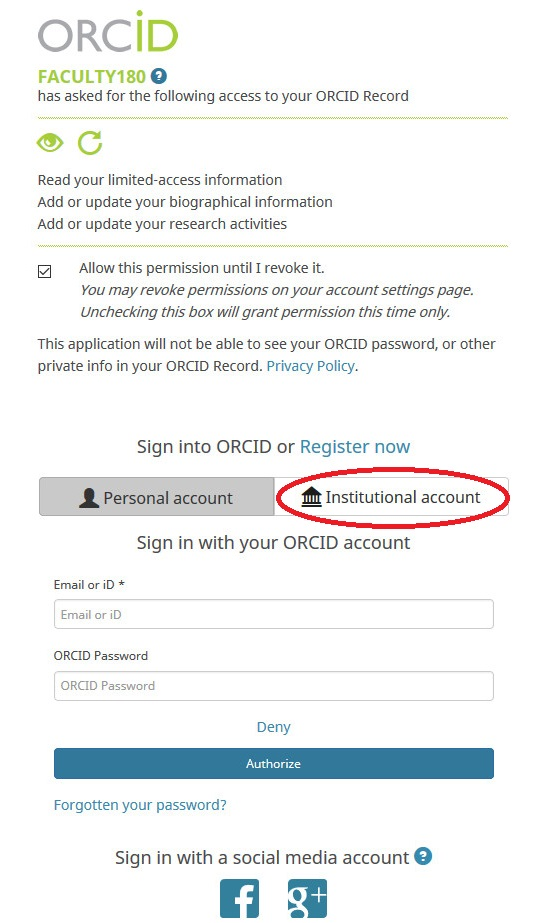 ORCiD
FACULTY180 ?
has asked for the following access to your ORCID Record
Read your limited-access information
Add or update your biographical information
Add or update your research activities
Allow this permission until I revoke it.
You may revoke permissions on your account settings page.
Unchecking this box will grant permission this time only.
This application will not be able to see your ORCID password, or other
private info in your ORCID Record. Privacy Policy.
Sign into ORCID or Register now
Personal account
Institutional account
Sign in with your ORCID account
Email or iD *
Email or iD
ORCID Password
ORCID Password
Deny
Authorize
Forgotten your password?
Sign in with a social media account ?
f g+